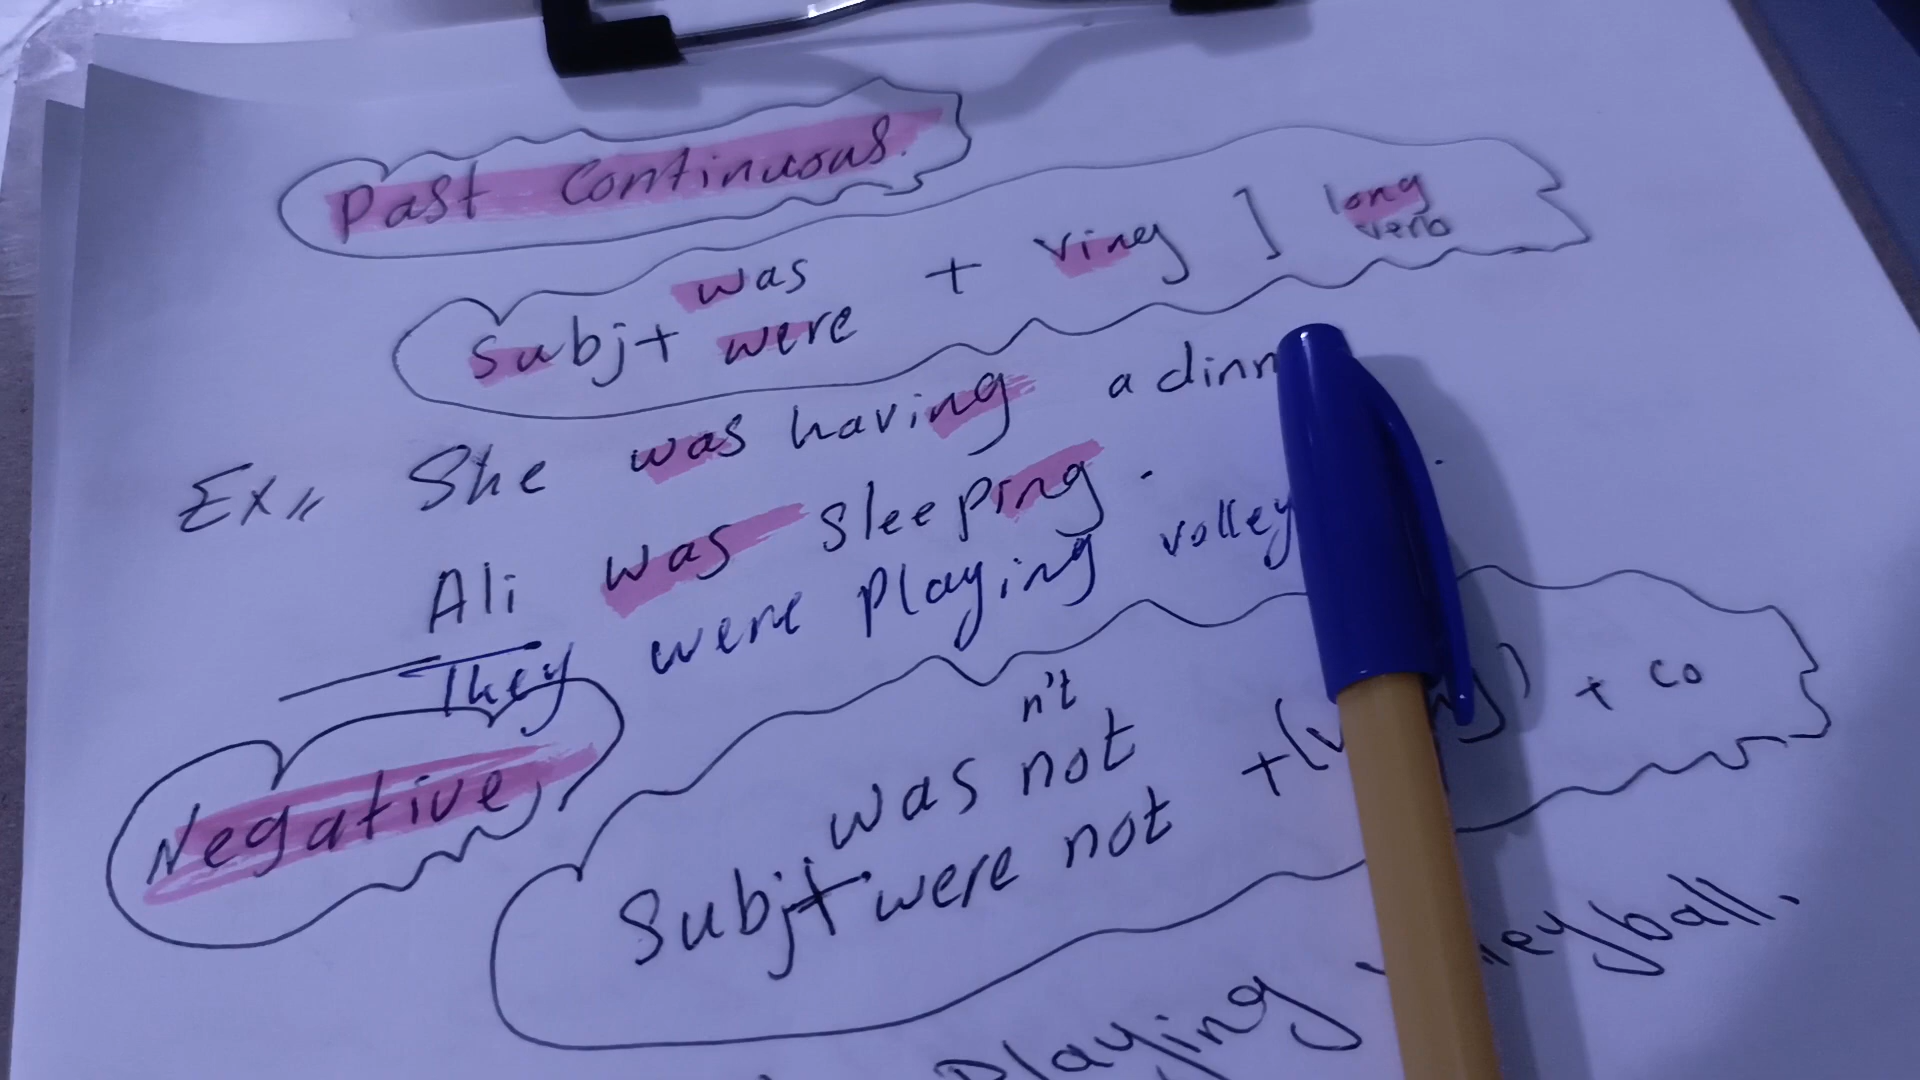 Past Continuous.
was
subj+ were + ving ] long verb
Ex// She was having a dinn
Ali was sleeping.
They were Playing volley
Negative
n't
was not
Subj+ were not + + co
Playing leyball.